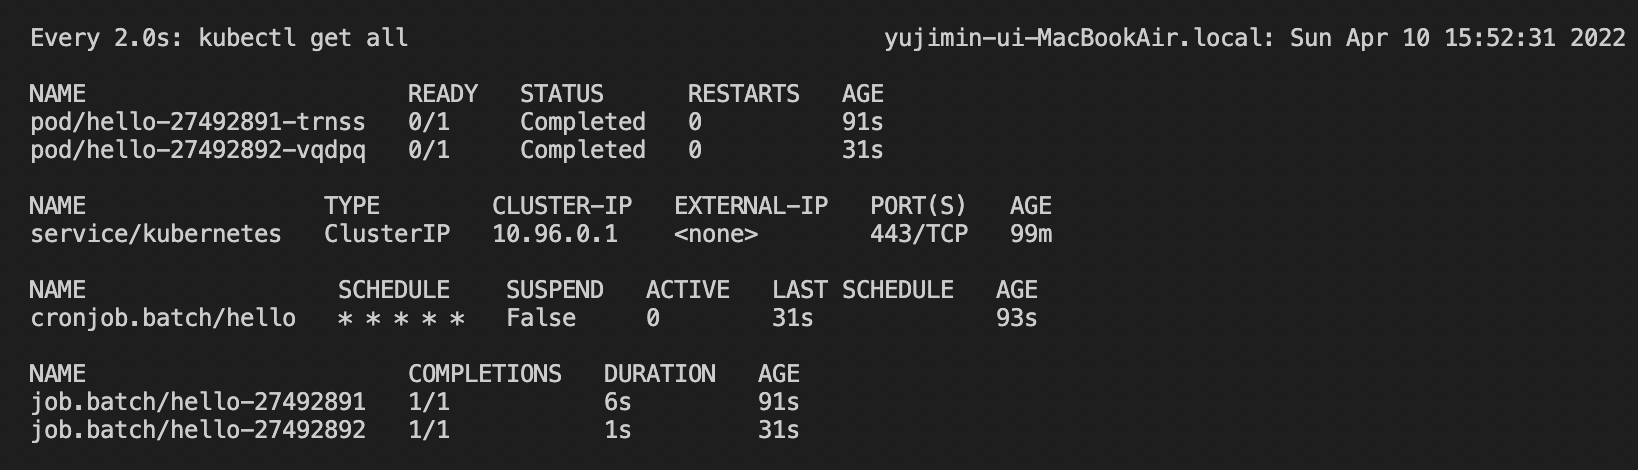 Every 2.0s: kubectl get all yujimin-ui-MacBookAir.local: Sun Apr 10 15:52:31 2022
NAME READY STATUS RESTARTS AGE
pod/hello-27492891-trnss 0/1 Completed 0 91s
pod/hello-27492892-vqdpq 0/1 Completed 0 31s
NAME TYPE CLUSTER-IP EXTERNAL-IP PORT(S) AGE
service/kubernetes ClusterIP 10.96.0.1 <none> 443/TCP 99m
NAME SCHEDULE SUSPEND ACTIVE LAST SCHEDULE AGE
cronjob.batch/hello * * * * * False 0 31s 93s
NAME COMPLETIONS DURATION AGE
job.batch/hello-27492891 1/1 6s 91s
job.batch/hello-27492892 1/1 1s 31s